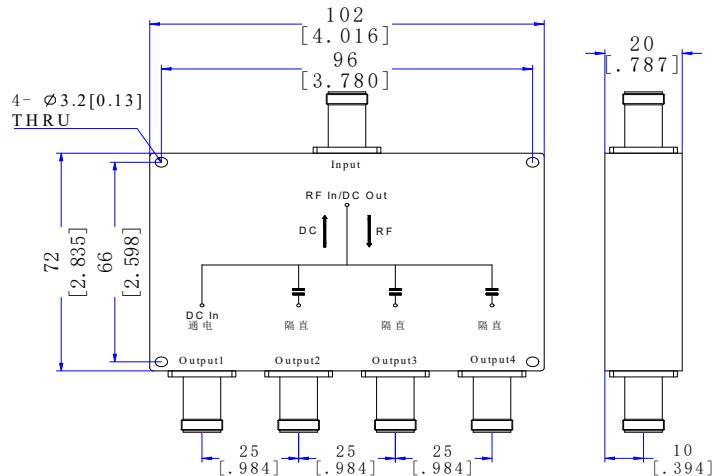 102
[4.016]
20
[.787]
96
[3.780]
4- Ø3.2[0.13]
THRU
Input
RF In/DC Out
DC
RF
72
[2.835]
66
[2.598]
DC In
通电
隔直
隔直
隔直
Output1
Output2
Output3
Output4
25
[.984]
25
[.984]
25
[.984]
10
[.394]